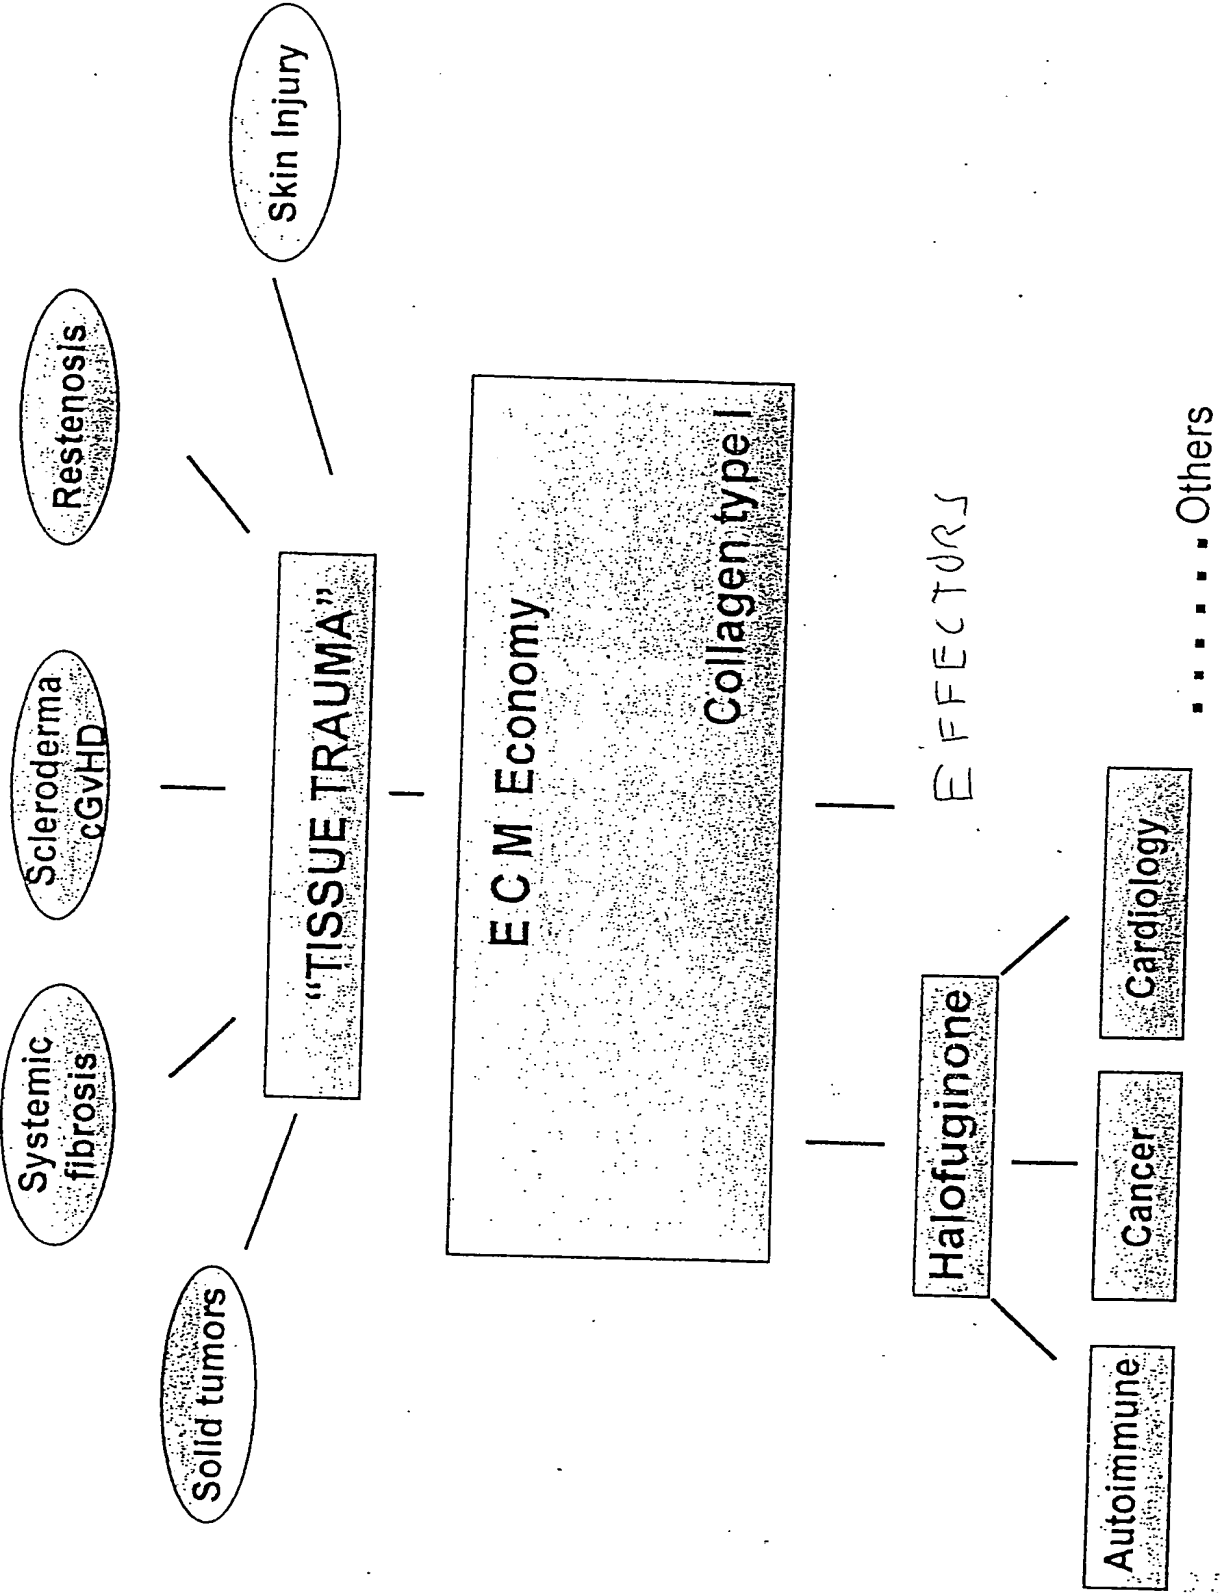 Solid tumors
Systemic
fibrosis
Scleroderma
cGvHD
Restenosis
Skin Injury
“TISSUE TRAUMA”
E C M Economy
Collagen type I
Halofuginone
EFFECTORS
Autoimmune
Cancer
Cardiology
Others